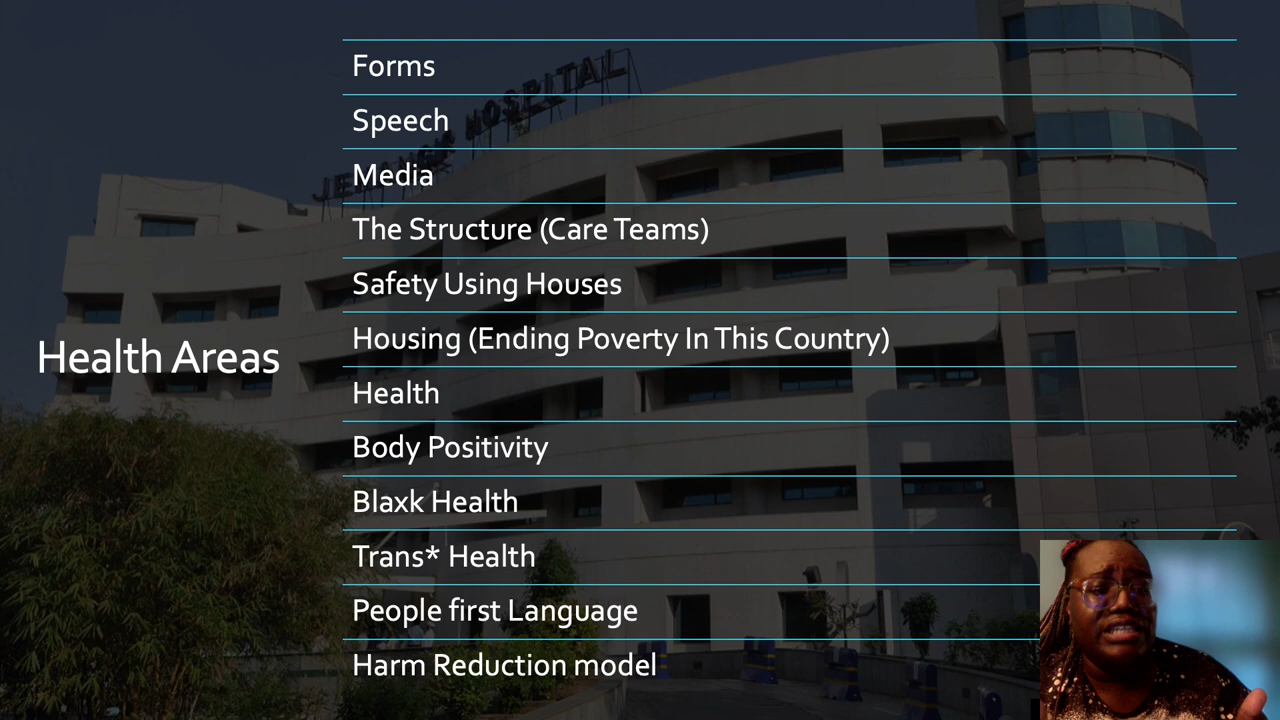 Health Areas
Forms
Speech
Media
The Structure (Care Teams)
Safety Using Houses
Housing (Ending Poverty In This Country)
Health
Body Positivity
Blaxk Health
Trans* Health
People first Language
Harm Reduction model
HOSPITAL